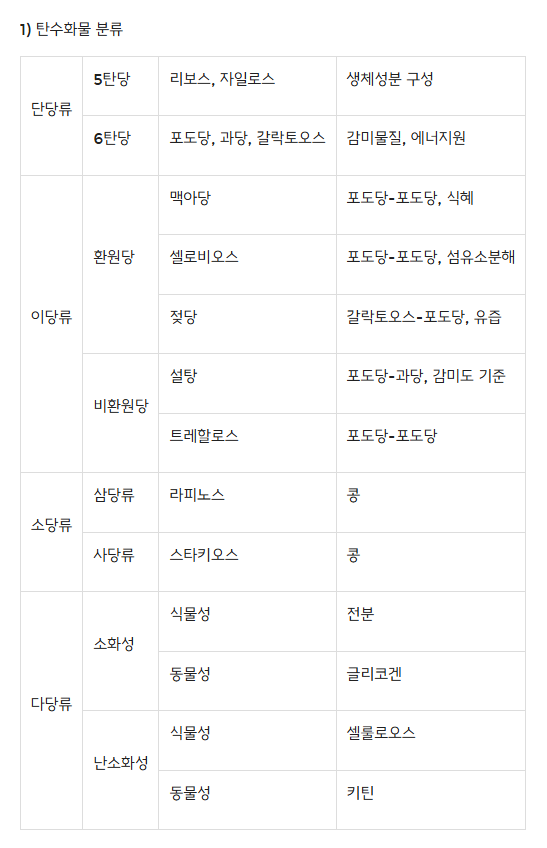 1) 탄수화물 분류
단당류
5탄당
리보스, 자일로스
생체성분 구성
6탄당
포도당, 과당, 갈락토오스
감미물질, 에너지원
이당류
환원당
맥아당
포도당-포도당, 식혜
셀로비오스
포도당-포도당, 섬유소분해
젖당
갈락토오스-포도당, 유즙
비환원당
설탕
포도당-과당, 감미도 기준
트레할로스
포도당-포도당
소당류
삼당류
라피노스
콩
사당류
스타키오스
콩
다당류
소화성
식물성
전분
동물성
글리코겐
난소화성
식물성
셀룰로오스
동물성
키틴